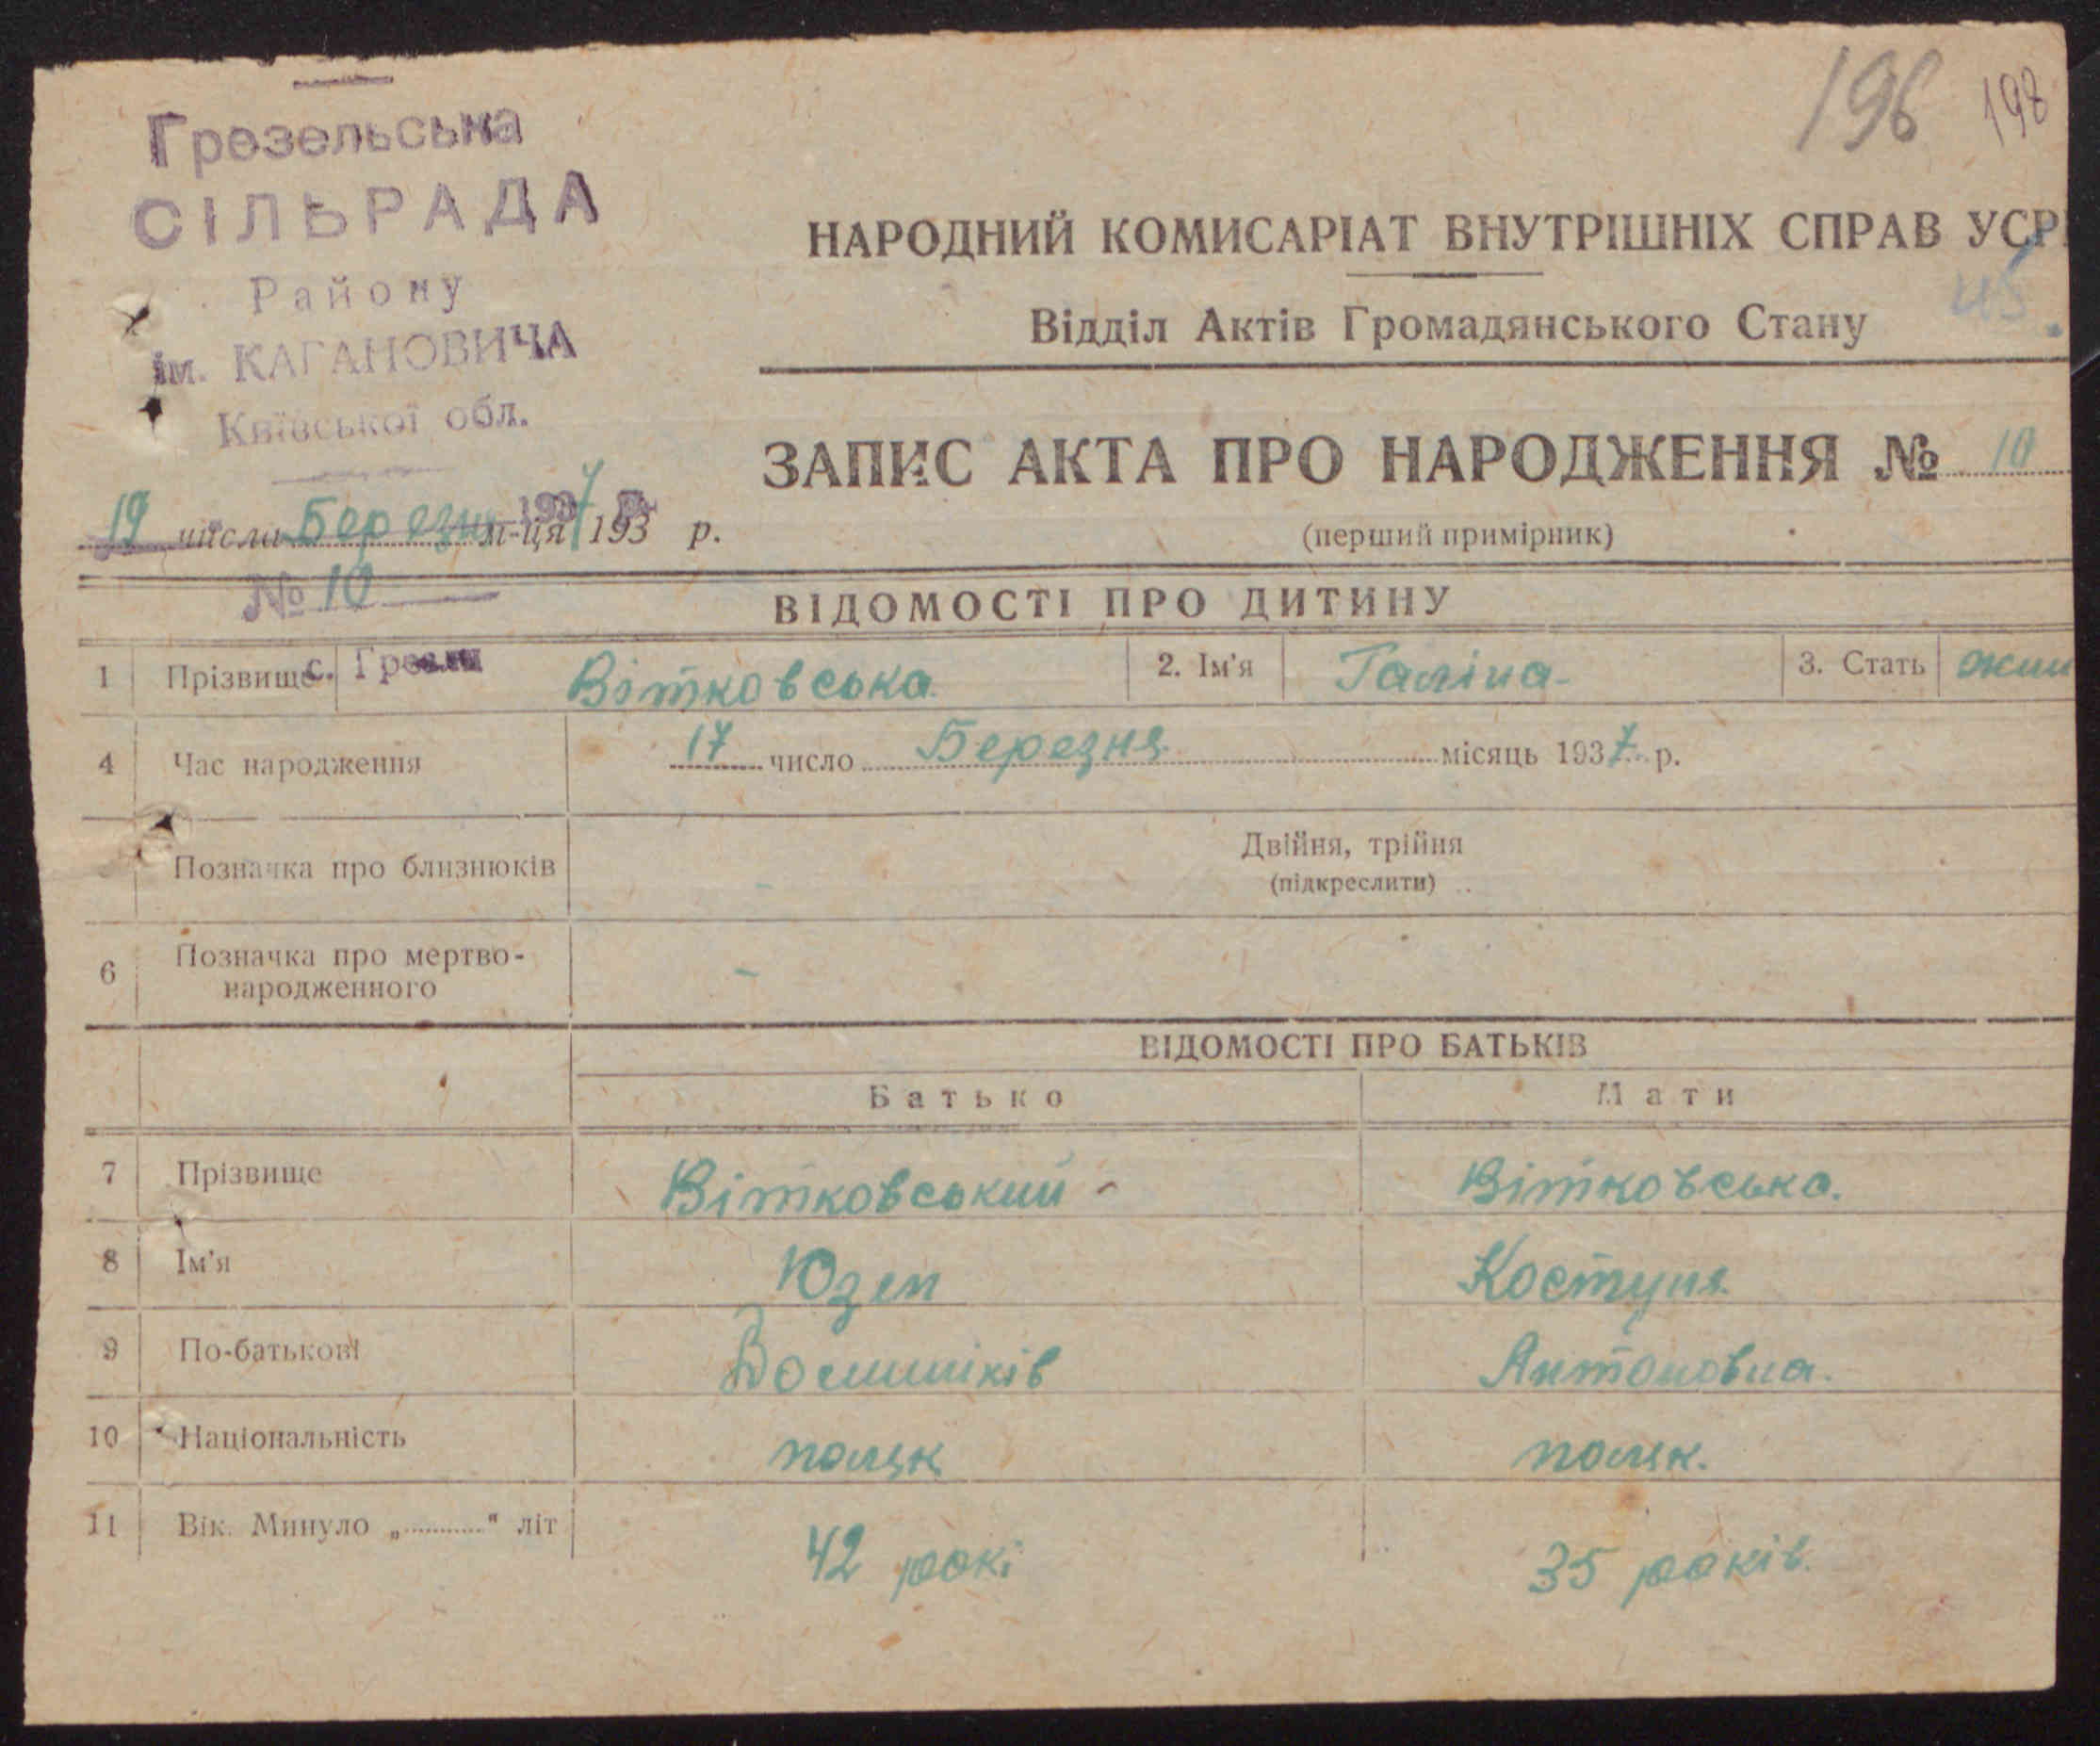 196 198
Грезельська
СІЛЬРАДА
Району
ім. КАГАНОВИЧА
Київської обл.
19 числа Березня м-ця 1937 р.
№ 10
с. Грезля
НАРОДНИЙ КОМИСАРІАТ ВНУТРІШНІХ СПРАВ УСР
Відділ Актів Громадянського Стану
ЗАПИС АКТА ПРО НАРОДЖЕННЯ № 10
(перший примірник)
ВІДОМОСТІ ПРО ДИТИНУ
1 Прізвище Вітковська 2. Ім'я Галіна 3. Стать жин
4 Час народження 17 число Березня місяць 1937 р.
Позначка про близнюків Двійня, трійня
(підкреслити)
6 Позначка про мертво-
народженного
ВІДОМОСТІ ПРО БАТЬКІВ
Батько Мати
7 Прізвище Вітковський Вітковська.
8 Ім'я Юзеп Костуня
9 По-батькові Антоновна.
10 Національність поляк поляк.
11 Вік. Минуло „............" літ 42 рокі 35 років.